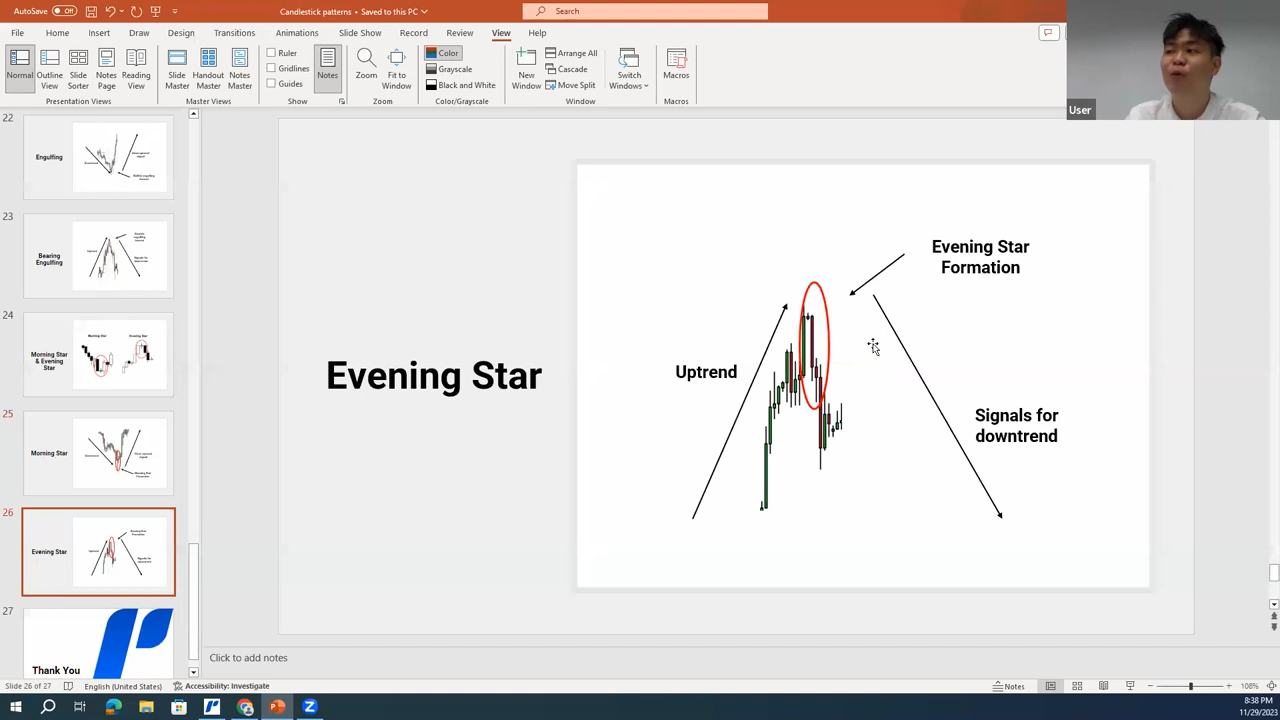 AutoSave Off Candlestick patterns • Saved to this PC Search
File Home Insert Draw Design Transitions Animations Slide Show Record Review View Help
Normal
Outline View
Slide Sorter
Notes Page
Reading View
Presentation Views
Slide Master
Handout Master
Notes Master
Master Views
Ruler
Gridlines
Guides
Show
Notes
Zoom
Fit to Window
Zoom
Color
Grayscale
Black and White
Color/Grayscale
New Window
Arrange All
Cascade
Move Split
Switch Windows
Window
Macros
Macros
User
22
Engulfing
23
Bearing
Engulfing
24
Morning Star
& Evening
Star
Morning Star Evening Star
25
Morning Star
26
Evening Star
27
Thank You
Evening Star
Evening Star
Formation
Uptrend
Signals for
downtrend
Click to add notes
Slide 26 of 27 English (United States) Accessibility: Investigate Notes 108%
8:38 PM
11/29/2023